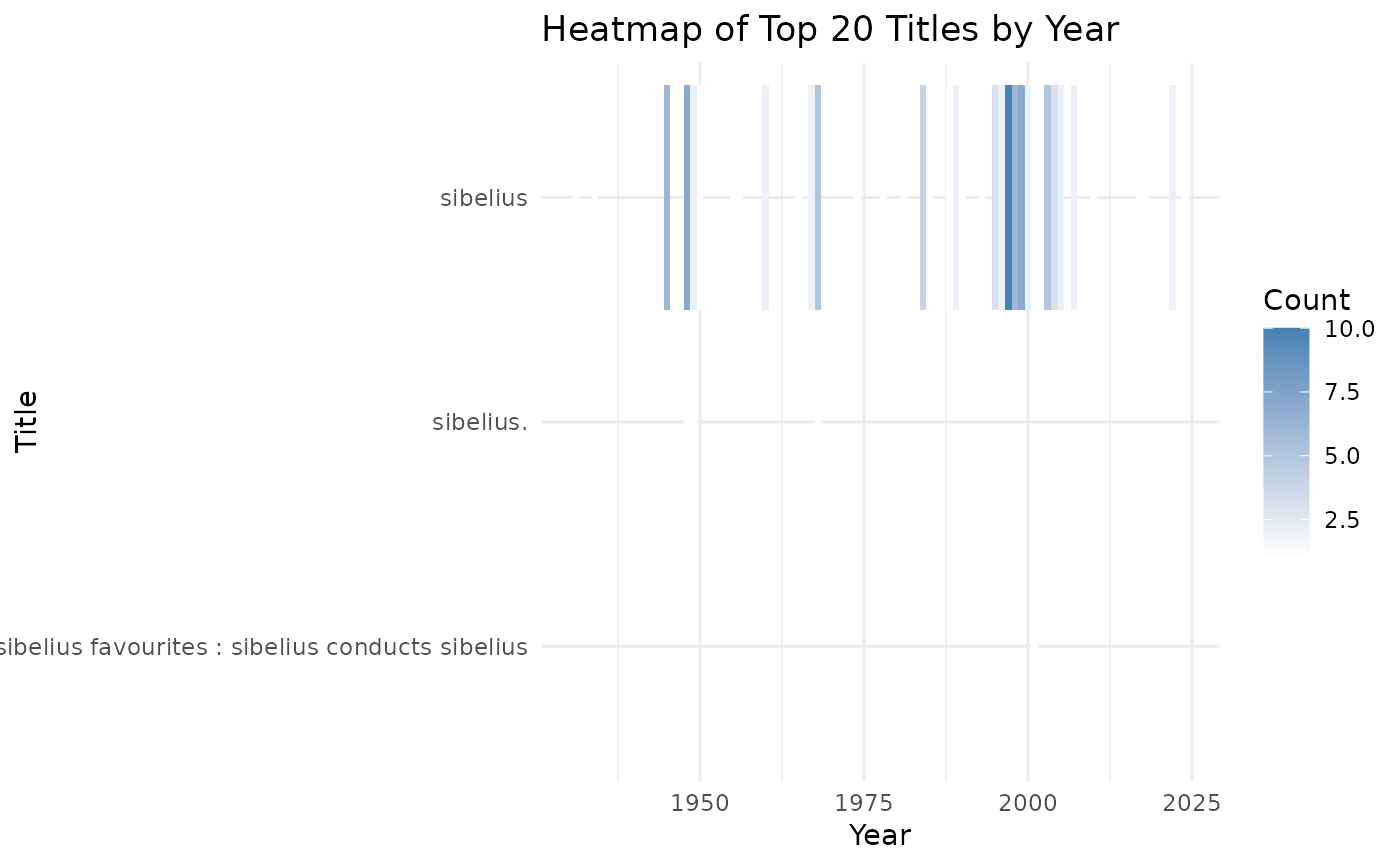 Heatmap of Top 20 Titles by Year
sibelius
sibelius.
sibelius favourites : sibelius conducts sibelius
Title
1950
1975
2000
2025
Year
Count
10.0
7.5
5.0
2.5